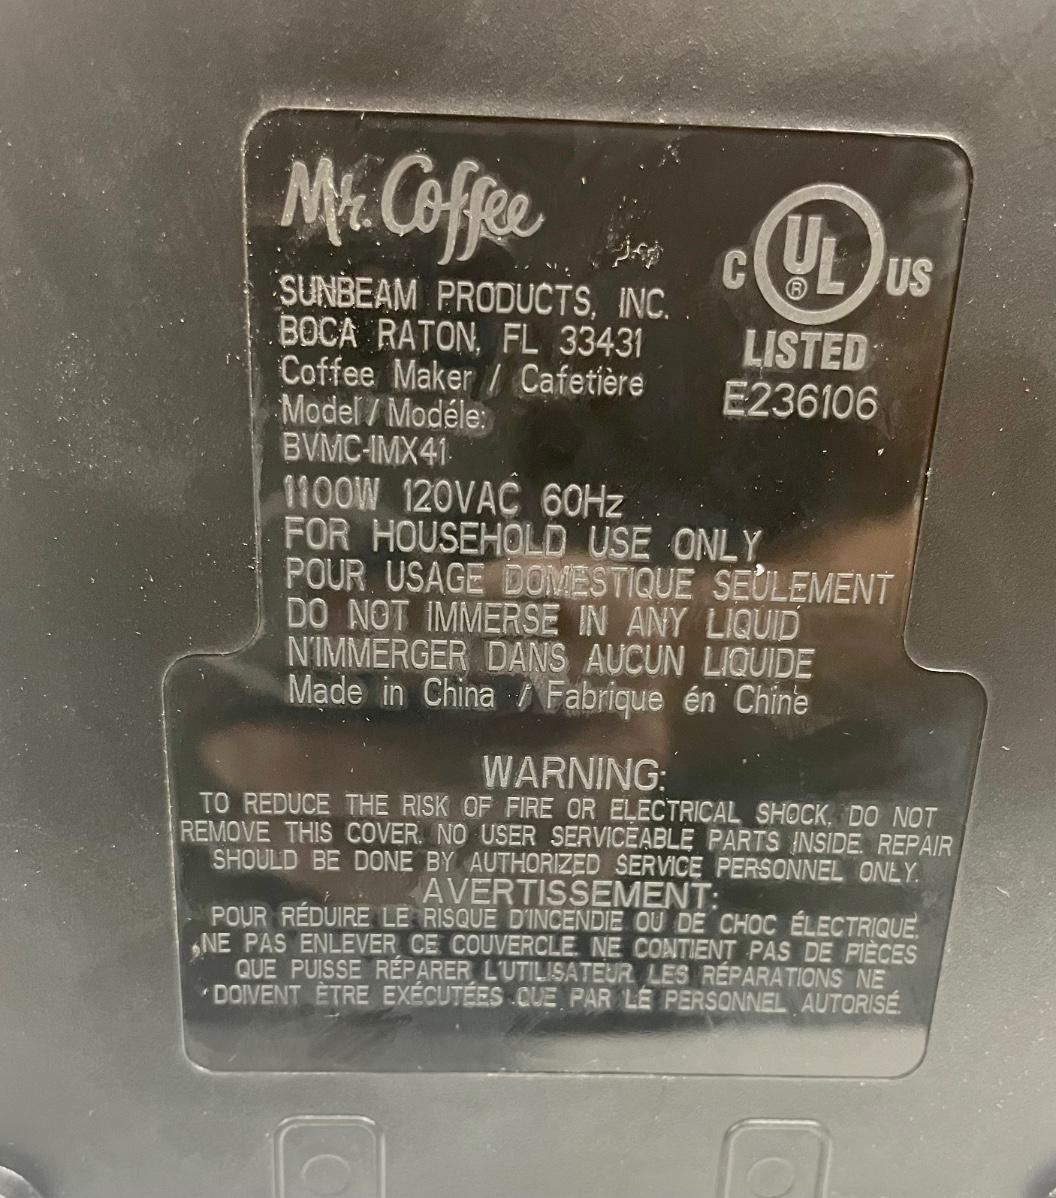 Mr. Coffee
SUNBEAM PRODUCTS, INC.
BOCA RATON, FL 33431
Coffee Maker / Cafetière
Model / Modéle:
BVMC-IMX41
C UL® US
LISTED
E236106
1100W 120VAC 60Hz
FOR HOUSEHOLD USE ONLY
POUR USAGE DOMESTIQUE SEULEMENT
DO NOT IMMERSE IN ANY LIQUID
N'IMMERGER DANS AUCUN LIQUIDE
Made in China / Fabrique én Chine
WARNING:
TO REDUCE THE RISK OF FIRE OR ELECTRICAL SHOCK, DO NOT
REMOVE THIS COVER. NO USER SERVICEABLE PARTS INSIDE. REPAIR
SHOULD BE DONE BY AUTHORIZED SERVICE PERSONNEL ONLY.
AVERTISSEMENT:
POUR RÉDUIRE LE RISQUE D'INCENDIE OU DE CHOC ÉLECTRIQUE,
NE PAS ENLEVER CE COUVERCLE. NE CONTIENT PAS DE PIÈCES
QUE PUISSE RÉPARER L'UTILISATEUR. LES RÉPARATIONS NE
DOIVENT ÈTRE EXÉCUTÉES QUE PAR LE PERSONNEL AUTORISÉ.